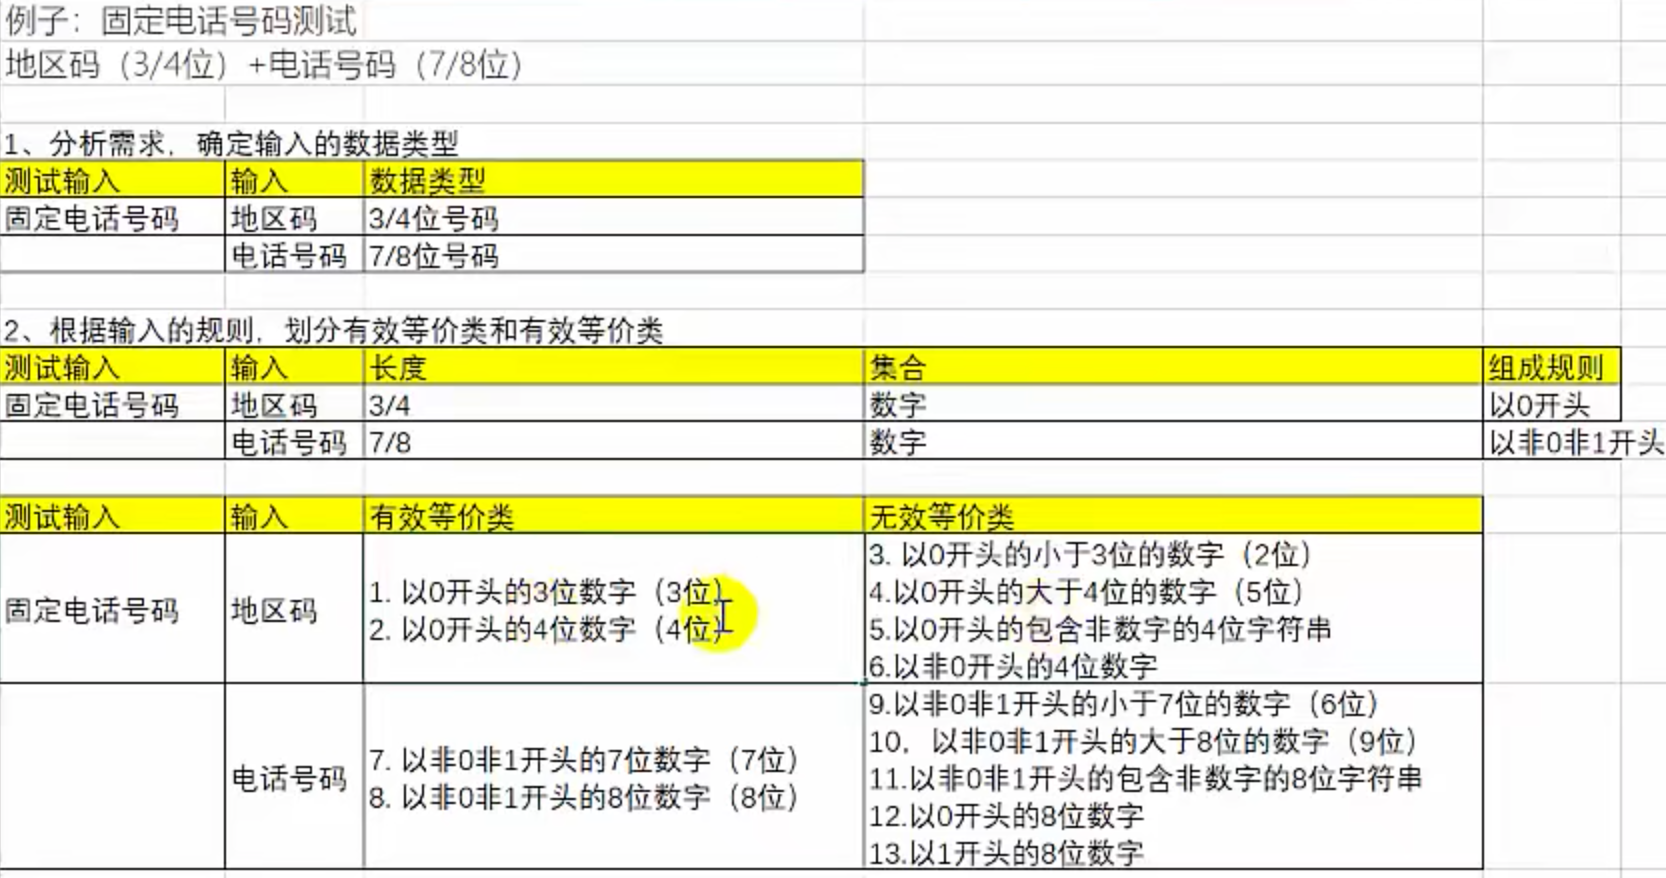 例子：固定电话号码测试
地区码（3/4位）+电话号码（7/8位）
1、分析需求，确定输入的数据类型
测试输入 输入 数据类型
固定电话号码 地区码 3/4位号码
电话号码 7/8位号码
2、根据输入的规则，划分有效等价类和有效等价类
测试输入 输入 长度 集合 组成规则
固定电话号码 地区码 3/4 数字 以0开头
电话号码 7/8 数字 以非0非1开头
测试输入 输入 有效等价类 无效等价类
固定电话号码 地区码
1. 以0开头的3位数字（3位）
2. 以0开头的4位数字（4位）
3. 以0开头的小于3位的数字（2位）
4.以0开头的大于4位的数字（5位）
5.以0开头的包含非数字的4位字符串
6.以非0开头的4位数字
电话号码
7. 以非0非1开头的7位数字（7位）
8. 以非0非1开头的8位数字（8位）
9.以非0非1开头的小于7位的数字（6位）
10，以非0非1开头的大于8位的数字（9位）
11.以非0非1开头的包含非数字的8位字符串
12.以0开头的8位数字
13.以1开头的8位数字